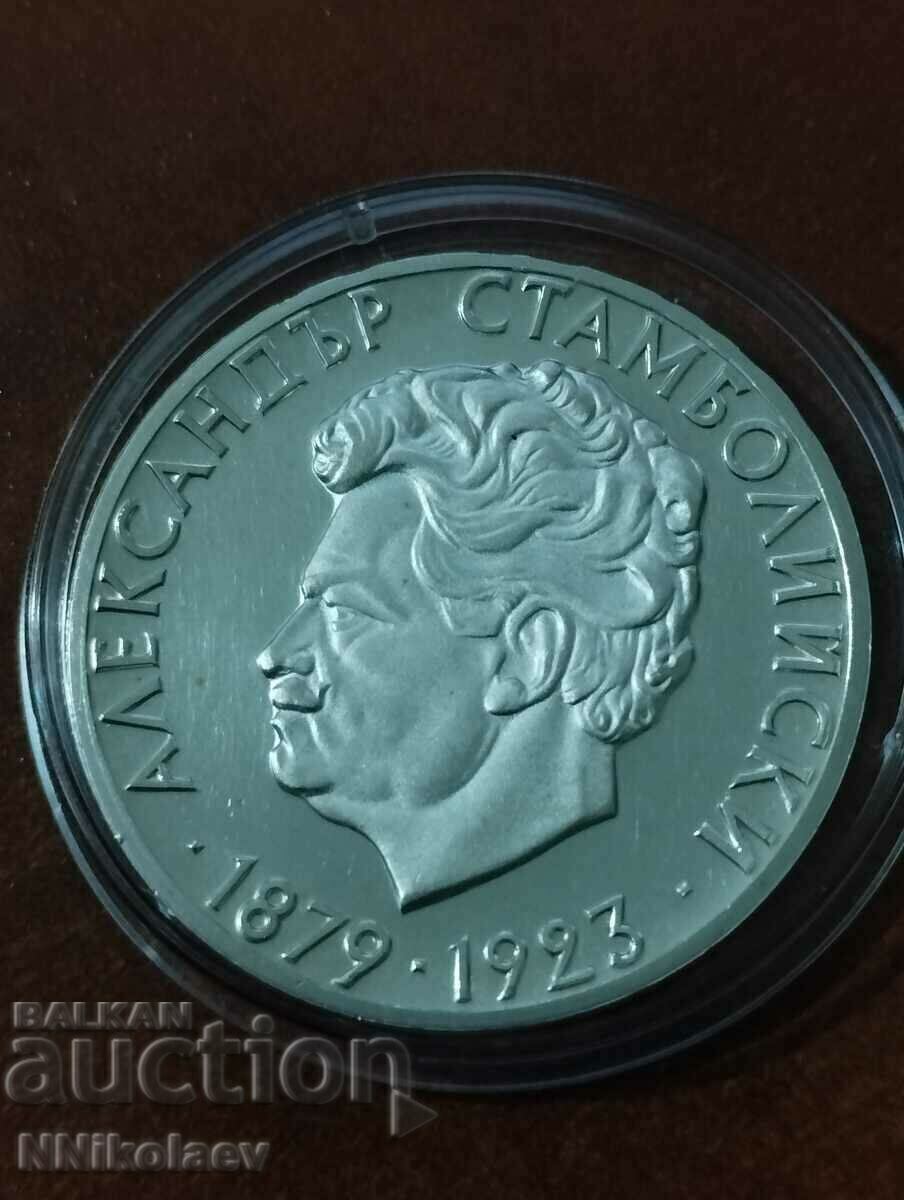 АЛЕКСАНДЪР СТАМБОЛИЙСКИ
· 1879 · 1923 ·
BALKAN
auction
NNikolaev